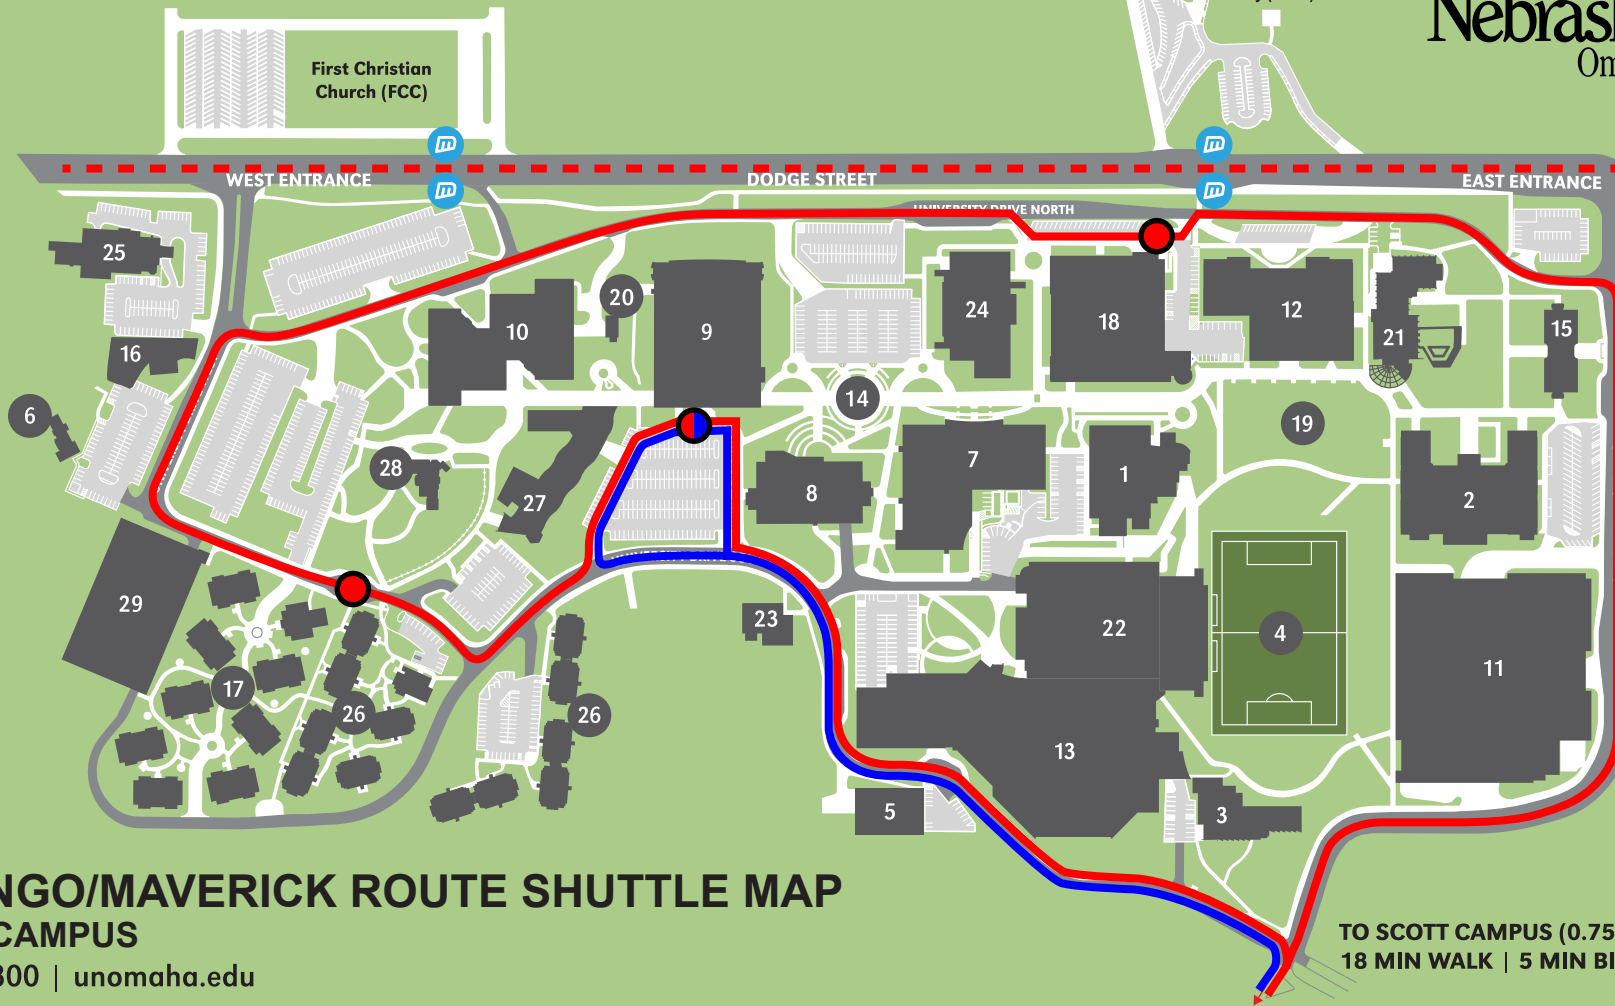 Nebras
Om
First Christian
Church (FCC)
WEST ENTRANCE
DODGE STREET
EAST ENTRANCE
UNIVERSITY DRIVE NORTH
25
20
10
9
24
18
12
21
15
16
6
14
19
28
27
8
7
1
2
29
23
22
4
11
17
26
26
13
5
3
NGO/MAVERICK ROUTE SHUTTLE MAP
CAMPUS
800 | unomaha.edu
TO SCOTT CAMPUS (0.75
18 MIN WALK | 5 MIN BI